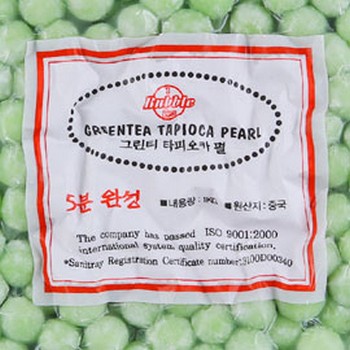 Bubble
GREENTEA TAPIOCA PEARL
그린티 타피오카 펄
5분 완성
■내용량 : 1KG ■원산지 : 중국
The company has passed ISO 9001:2000
international system quality certification.
*Sanitray Registration Certificate number:3100D00340